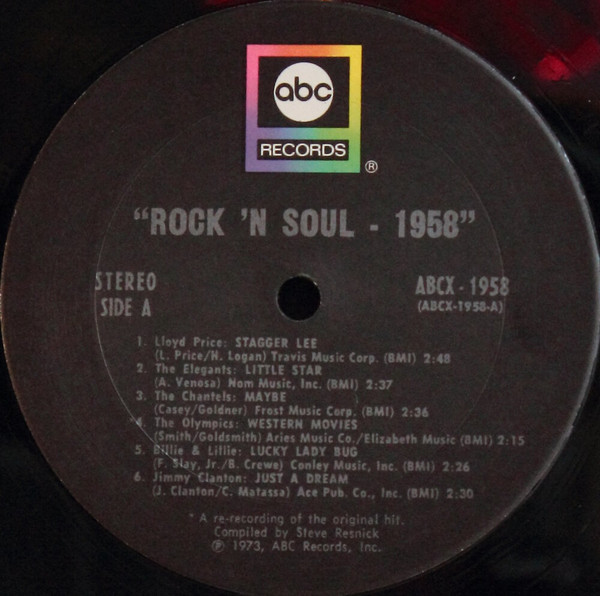 abc
RECORDS
®
“ROCK 'N SOUL - 1958”
STEREO
SIDE A
ABCX - 1958
(ABCX-1958-A)
1. Lloyd Price: STAGGER LEE
(L. Price/H. Logan) Travis Music Corp. (BMI) 2:48
2. The Elegants: LITTLE STAR
(A. Venosa) Nom Music, Inc. (BMI) 2:37
3. The Chantels: MAYBE
(Casey/Goldner) Frost Music Corp. (BMI) 2:36
*4. The Olympics: WESTERN MOVIES
(Smith/Goldsmith) Aries Music Co./Elizabeth Music (BMI) 2:15
5. Billie & Lillie: LUCKY LADY BUG
(F. Slay, Jr./B. Crewe) Conley Music, Inc. (BMI) 2:26
6. Jimmy Clanton: JUST A DREAM
(J. Clanton/C. Matassa) Ace Pub. Co., Inc. (BMI) 2:30
* A re-recording of the original hit.
Compiled by Steve Resnick
℗ 1973, ABC Records, Inc.